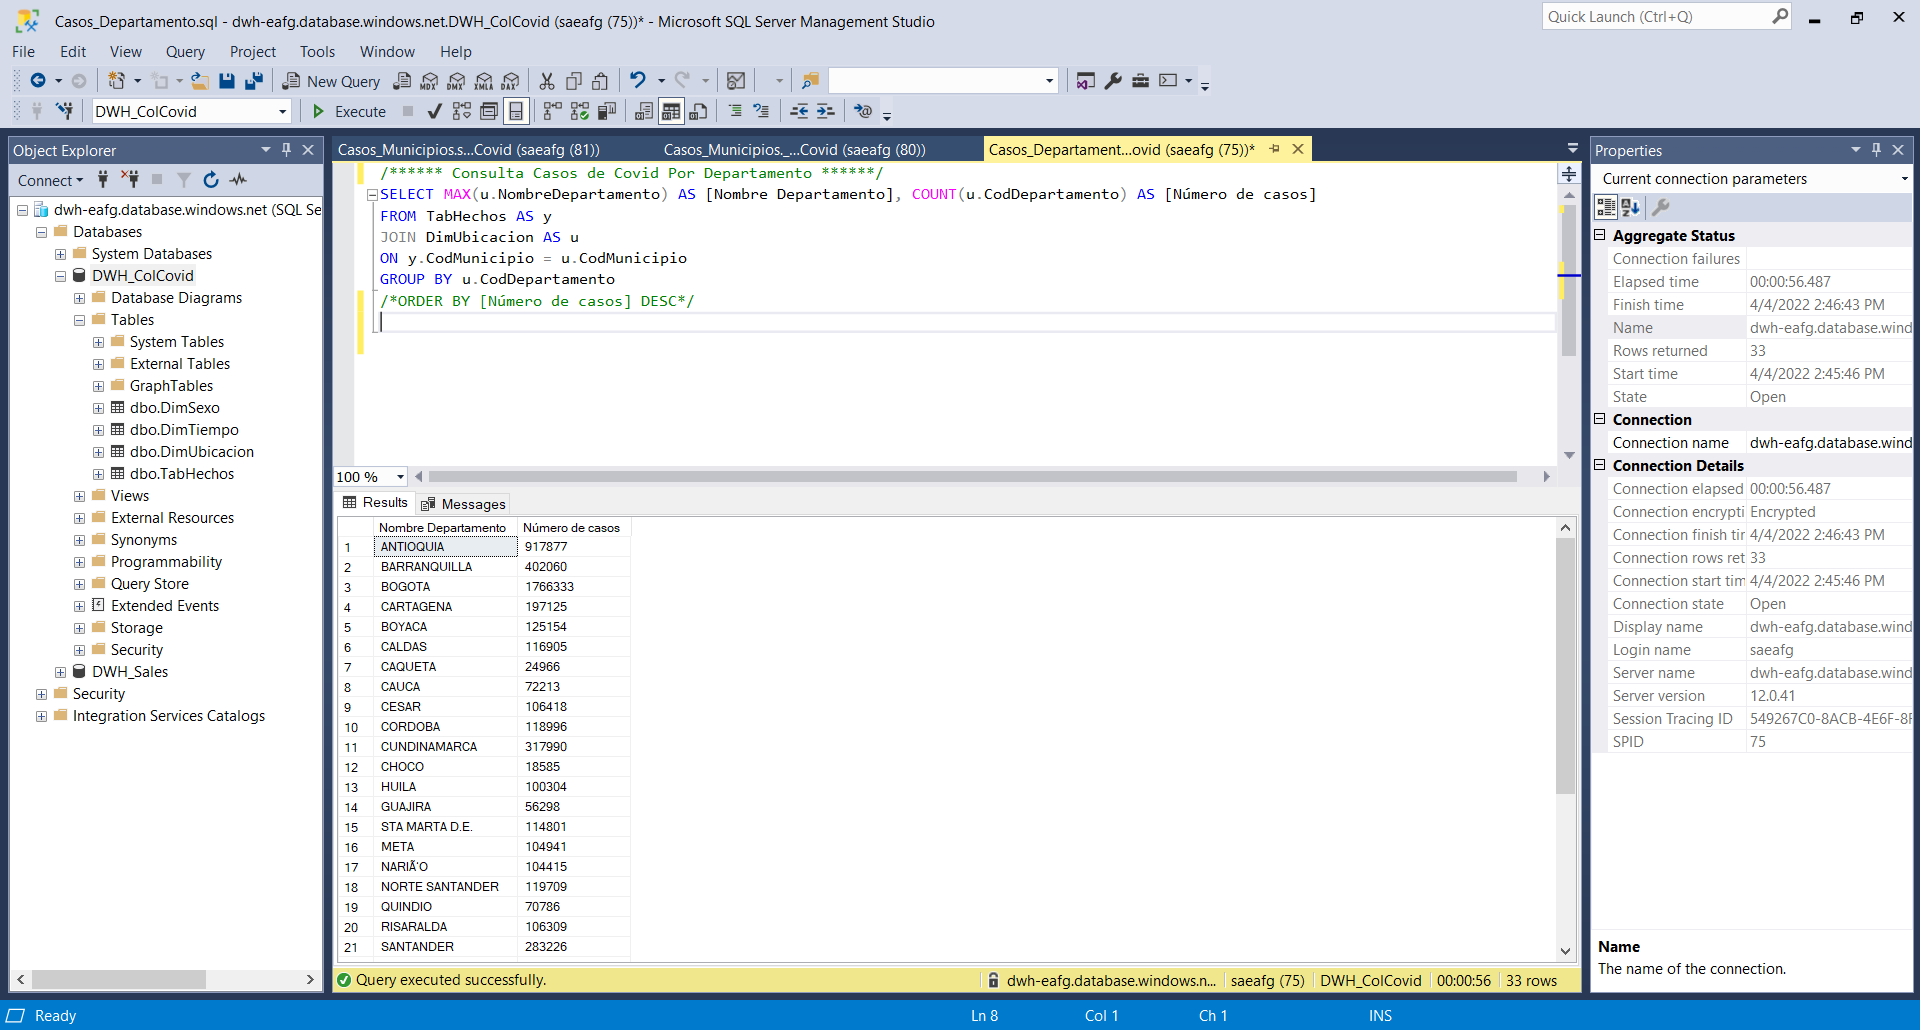 Casos_Departamento.sql - dwh-eafg.database.windows.net.DWH_ColCovid (saeafg (75))* - Microsoft SQL Server Management Studio
Quick Launch (Ctrl+Q)
File Edit View Query Project Tools Window Help
New Query MDX DMX XMLA DAX
DWH_ColCovid Execute
Object Explorer
Connect
dwh-eafg.database.windows.net (SQL Se
Databases
System Databases
DWH_ColCovid
Database Diagrams
Tables
System Tables
External Tables
GraphTables
dbo.DimSexo
dbo.DimTiempo
dbo.DimUbicacion
dbo.TabHechos
Views
External Resources
Synonyms
Programmability
Query Store
Extended Events
Storage
Security
DWH_Sales
Security
Integration Services Catalogs
Casos_Municipios.s...Covid (saeafg (81))
Casos_Municipios._...Covid (saeafg (80))
Casos_Departament...ovid (saeafg (75))*
/****** Consulta Casos de Covid Por Departamento ******/
SELECT MAX(u.NombreDepartamento) AS [Nombre Departamento], COUNT(u.CodDepartamento) AS [Número de casos]
FROM TabHechos AS y
JOIN DimUbicacion AS u
ON y.CodMunicipio = u.CodMunicipio
GROUP BY u.CodDepartamento
/*ORDER BY [Número de casos] DESC*/
100 %
Results Messages
Nombre Departamento Número de casos
1 ANTIOQUIA 917877
2 BARRANQUILLA 402060
3 BOGOTA 1766333
4 CARTAGENA 197125
5 BOYACA 125154
6 CALDAS 116905
7 CAQUETA 24966
8 CAUCA 72213
9 CESAR 106418
10 CORDOBA 118996
11 CUNDINAMARCA 317990
12 CHOCO 18585
13 HUILA 100304
14 GUAJIRA 56298
15 STA MARTA D.E. 114801
16 META 104941
17 NARIÃ‘O 104415
18 NORTE SANTANDER 119709
19 QUINDIO 70786
20 RISARALDA 106309
21 SANTANDER 283226
Query executed successfully.
dwh-eafg.database.windows.n... saeafg (75) DWH_ColCovid 00:00:56 33 rows
Properties
Current connection parameters
Aggregate Status
Connection failures
Elapsed time 00:00:56.487
Finish time 4/4/2022 2:46:43 PM
Name dwh-eafg.database.wind
Rows returned 33
Start time 4/4/2022 2:45:46 PM
State Open
Connection
Connection name dwh-eafg.database.wind
Connection Details
Connection elapsed 00:00:56.487
Connection encrypti Encrypted
Connection finish tir 4/4/2022 2:46:43 PM
Connection rows ret 33
Connection start tim 4/4/2022 2:45:46 PM
Connection state Open
Display name dwh-eafg.database.wind
Login name saeafg
Server name dwh-eafg.database.wind
Server version 12.0.41
Session Tracing ID 549267C0-8ACB-4E6F-8F
SPID 75
Name
The name of the connection.
Ready Ln 8 Col 1 Ch 1 INS